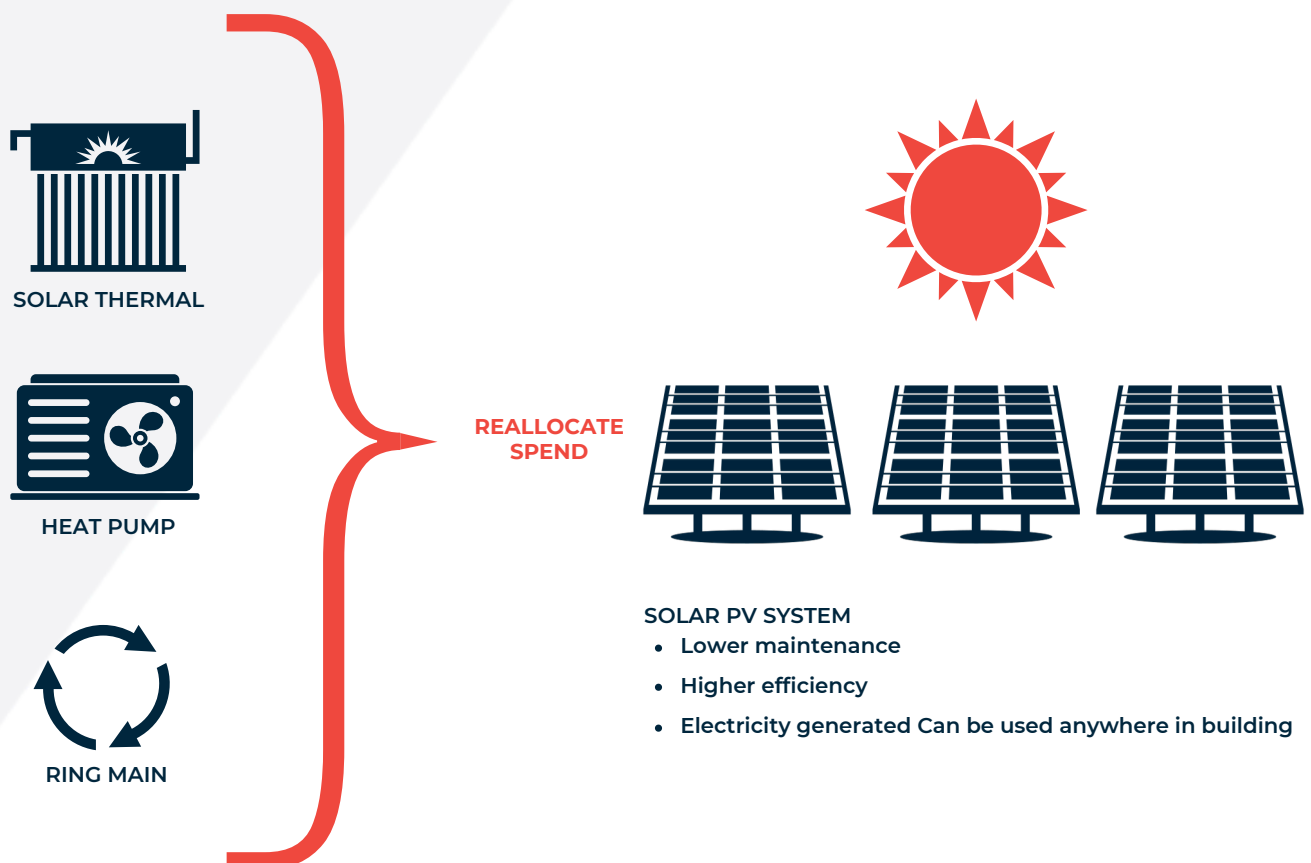 SOLAR THERMAL
HEAT PUMP
RING MAIN
REALLOCATE
SPEND
SOLAR PV SYSTEM
• Lower maintenance
• Higher efficiency
• Electricity generated Can be used anywhere in building